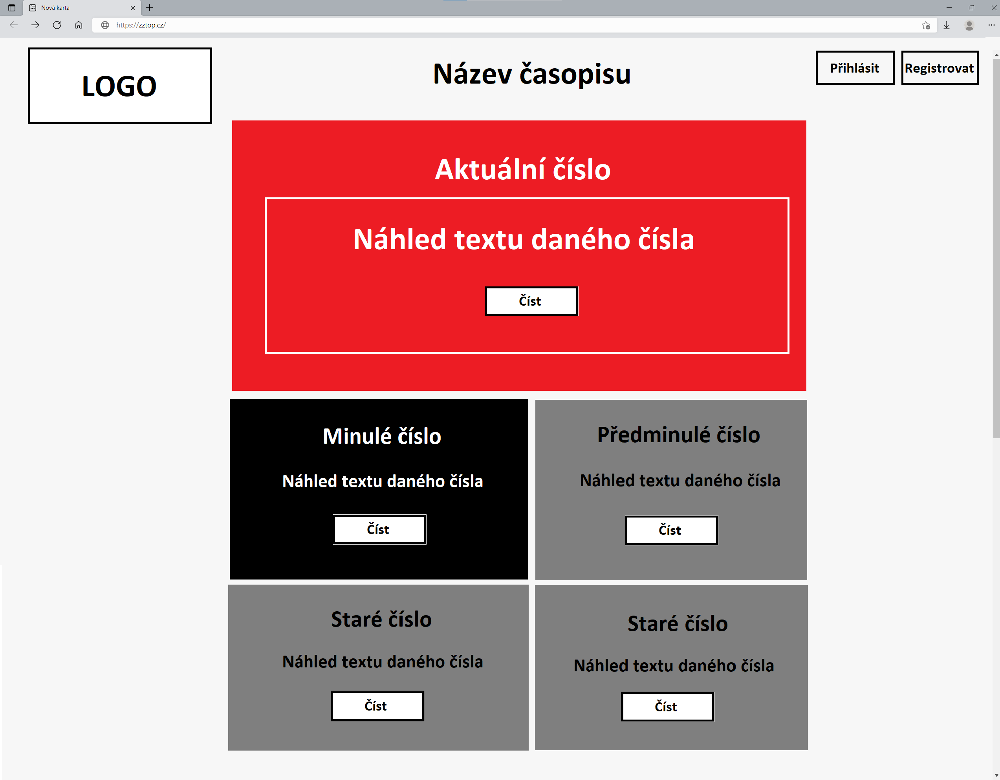 Nová karta
https://zztop.cz/
LOGO
Název časopisu
Přihlásit
Registrovat
Aktuální číslo
Náhled textu daného čísla
Číst
Minulé číslo
Náhled textu daného čísla
Číst
Předminulé číslo
Náhled textu daného čísla
Číst
Staré číslo
Náhled textu daného čísla
Číst
Staré číslo
Náhled textu daného čísla
Číst